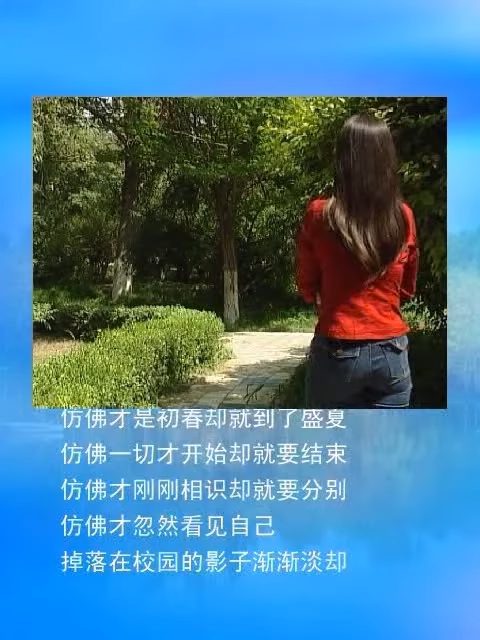 仿佛才是初春却就到了盛夏
仿佛一切才开始却就要结束
仿佛才刚刚相识却就要分别
仿佛才忽然看见自己
掉落在校园的影子渐渐淡却